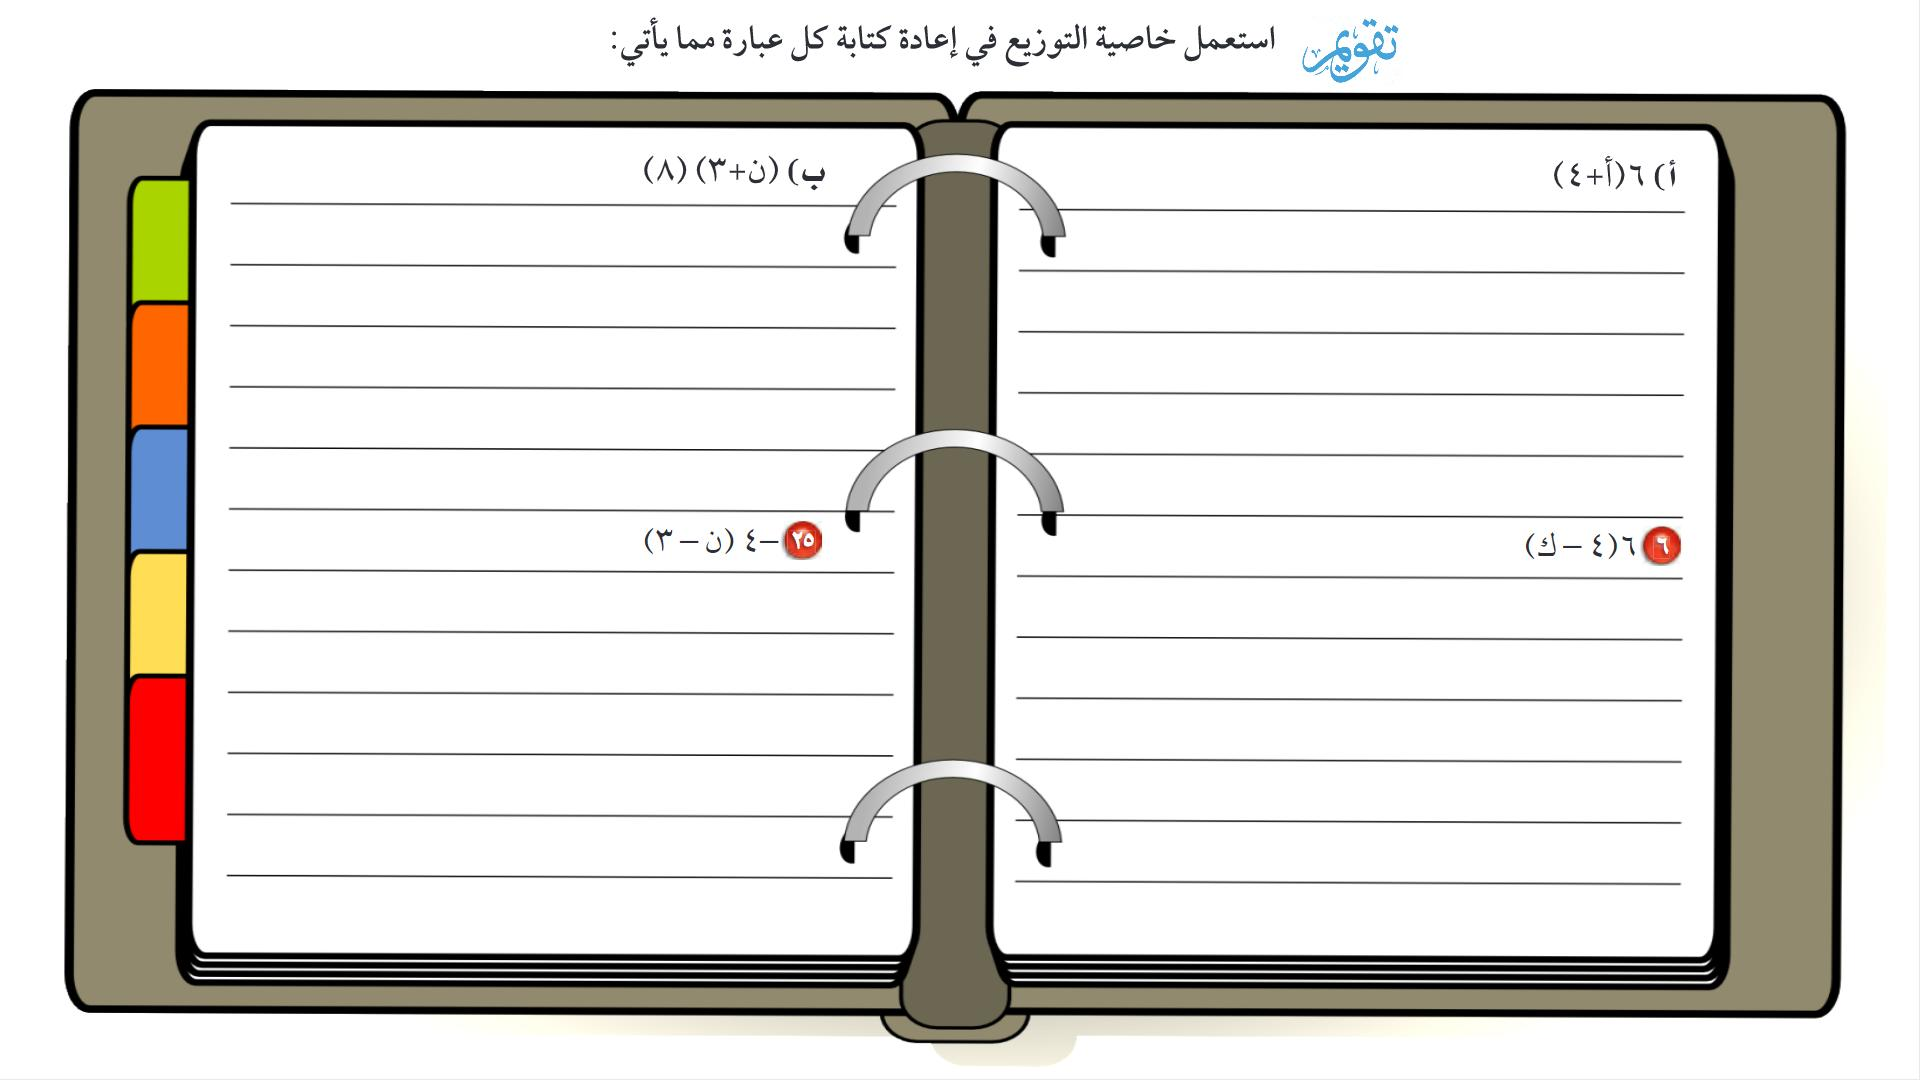 تقويم استعمل خاصية التوزيع في إعادة كتابة كل عبارة مما يأتي:
أ) ٦(أ+٤)
ب) (ن+٣) (٨)
٦ ٦(٤ – ك)
٢٥ –٤ (ن – ٣)